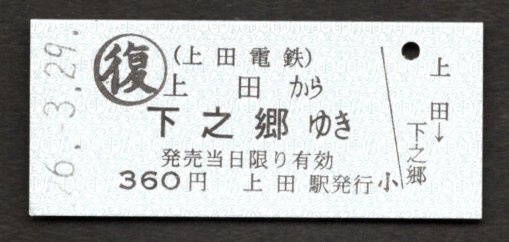 26.-3.29.
復
(上田電鉄)
上田から
下之郷ゆき
発売当日限り有効
360円 上田駅発行
小
上田→下之郷